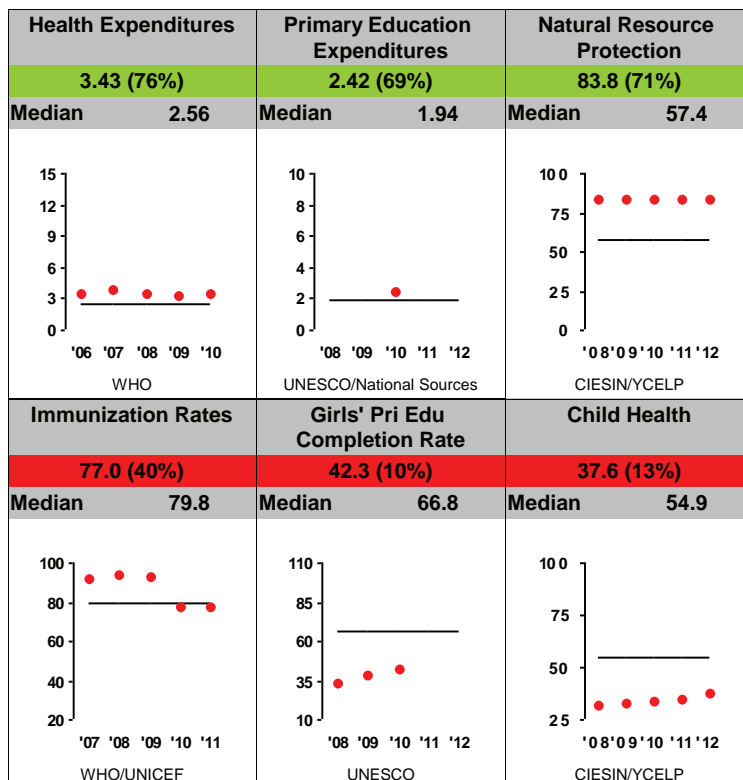 Health Expenditures
3.43 (76%)
Median 2.56
15
12
9
6
3
0
'06 '07 '08 '09 '10
WHO
Primary Education
Expenditures
2.42 (69%)
Median 1.94
10
8
6
4
2
0
'08 '09 '10 '11 '12
UNESCO/National Sources
Natural Resource
Protection
83.8 (71%)
Median 57.4
100
75
50
25
0
'08 '09 '10 '11 '12
CIESIN/YCELP
Immunization Rates
77.0 (40%)
Median 79.8
100
80
60
40
20
'07 '08 '09 '10 '11
WHO/UNICEF
Girls' Pri Edu
Completion Rate
42.3 (10%)
Median 66.8
110
85
60
35
10
'08 '09 '10 '11 '12
UNESCO
Child Health
37.6 (13%)
Median 54.9
100
75
50
25
'08 '09 '10 '11 '12
CIESIN/YCELP